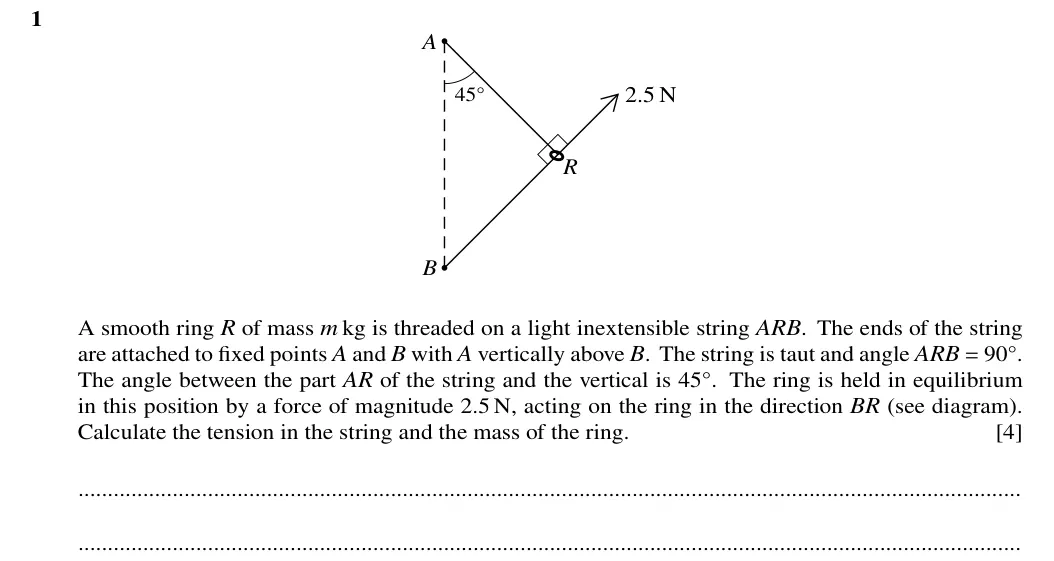 1
A
45°
2.5 N
R
B
A smooth ring R of mass m kg is threaded on a light inextensible string ARB. The ends of the string
are attached to fixed points A and B with A vertically above B. The string is taut and angle ARB = 90°.
The angle between the part AR of the string and the vertical is 45°. The ring is held in equilibrium
in this position by a force of magnitude 2.5 N, acting on the ring in the direction BR (see diagram).
Calculate the tension in the string and the mass of the ring. [4]